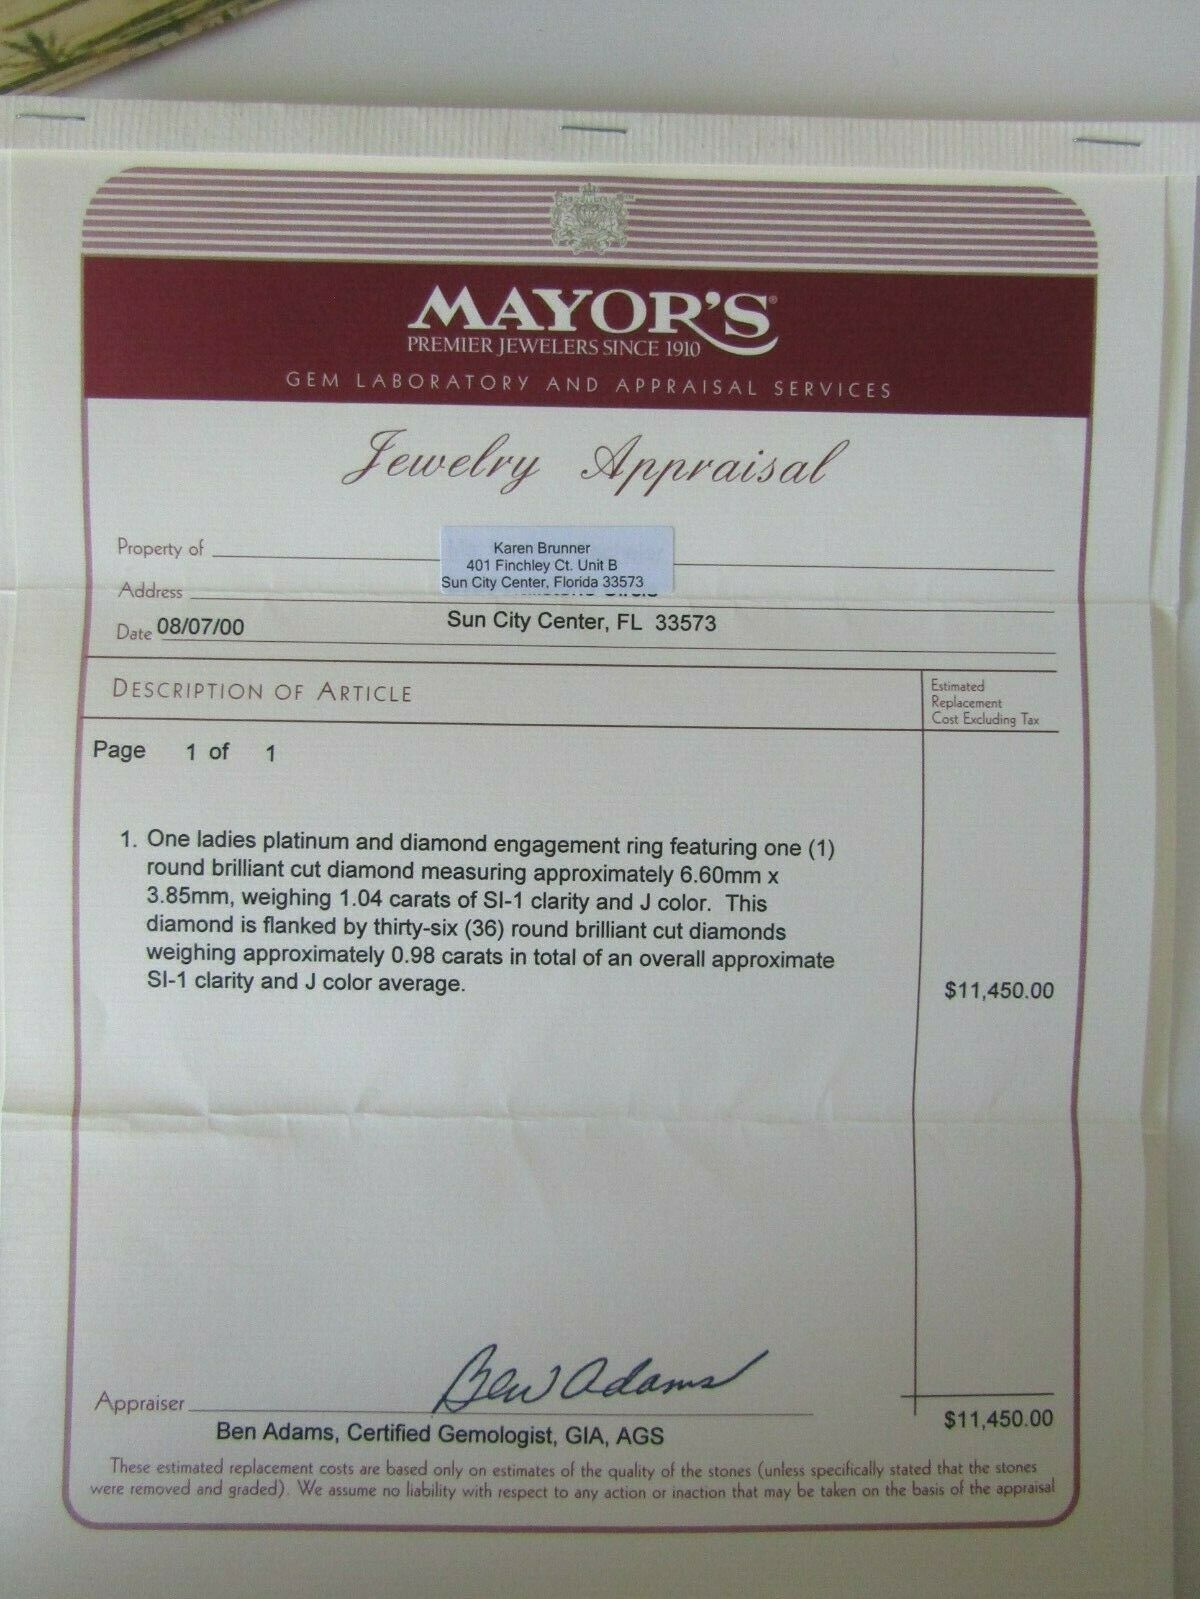 MAYOR'S®
PREMIER JEWELERS SINCE 1910
GEM LABORATORY AND APPRAISAL SERVICES
Jewelry Appraisal
Property of
Karen Brunner
401 Finchley Ct. Unit B
Sun City Center, Florida 33573
Address
Date 08/07/00
Sun City Center, FL 33573
DESCRIPTION OF ARTICLE
Estimated
Replacement
Cost Excluding Tax
Page 1 of 1
1. One ladies platinum and diamond engagement ring featuring one (1)
round brilliant cut diamond measuring approximately 6.60mm x
3.85mm, weighing 1.04 carats of SI-1 clarity and J color. This
diamond is flanked by thirty-six (36) round brilliant cut diamonds
weighing approximately 0.98 carats in total of an overall approximate
SI-1 clarity and J color average.
$11,450.00
Ben Adams
Appraiser
$11,450.00
Ben Adams, Certified Gemologist, GIA, AGS
These estimated replacement costs are based only on estimates of the quality of the stones (unless specifically stated that the stones
were removed and graded). We assume no liability with respect to any action or inaction that may be taken on the basis of the appraisal